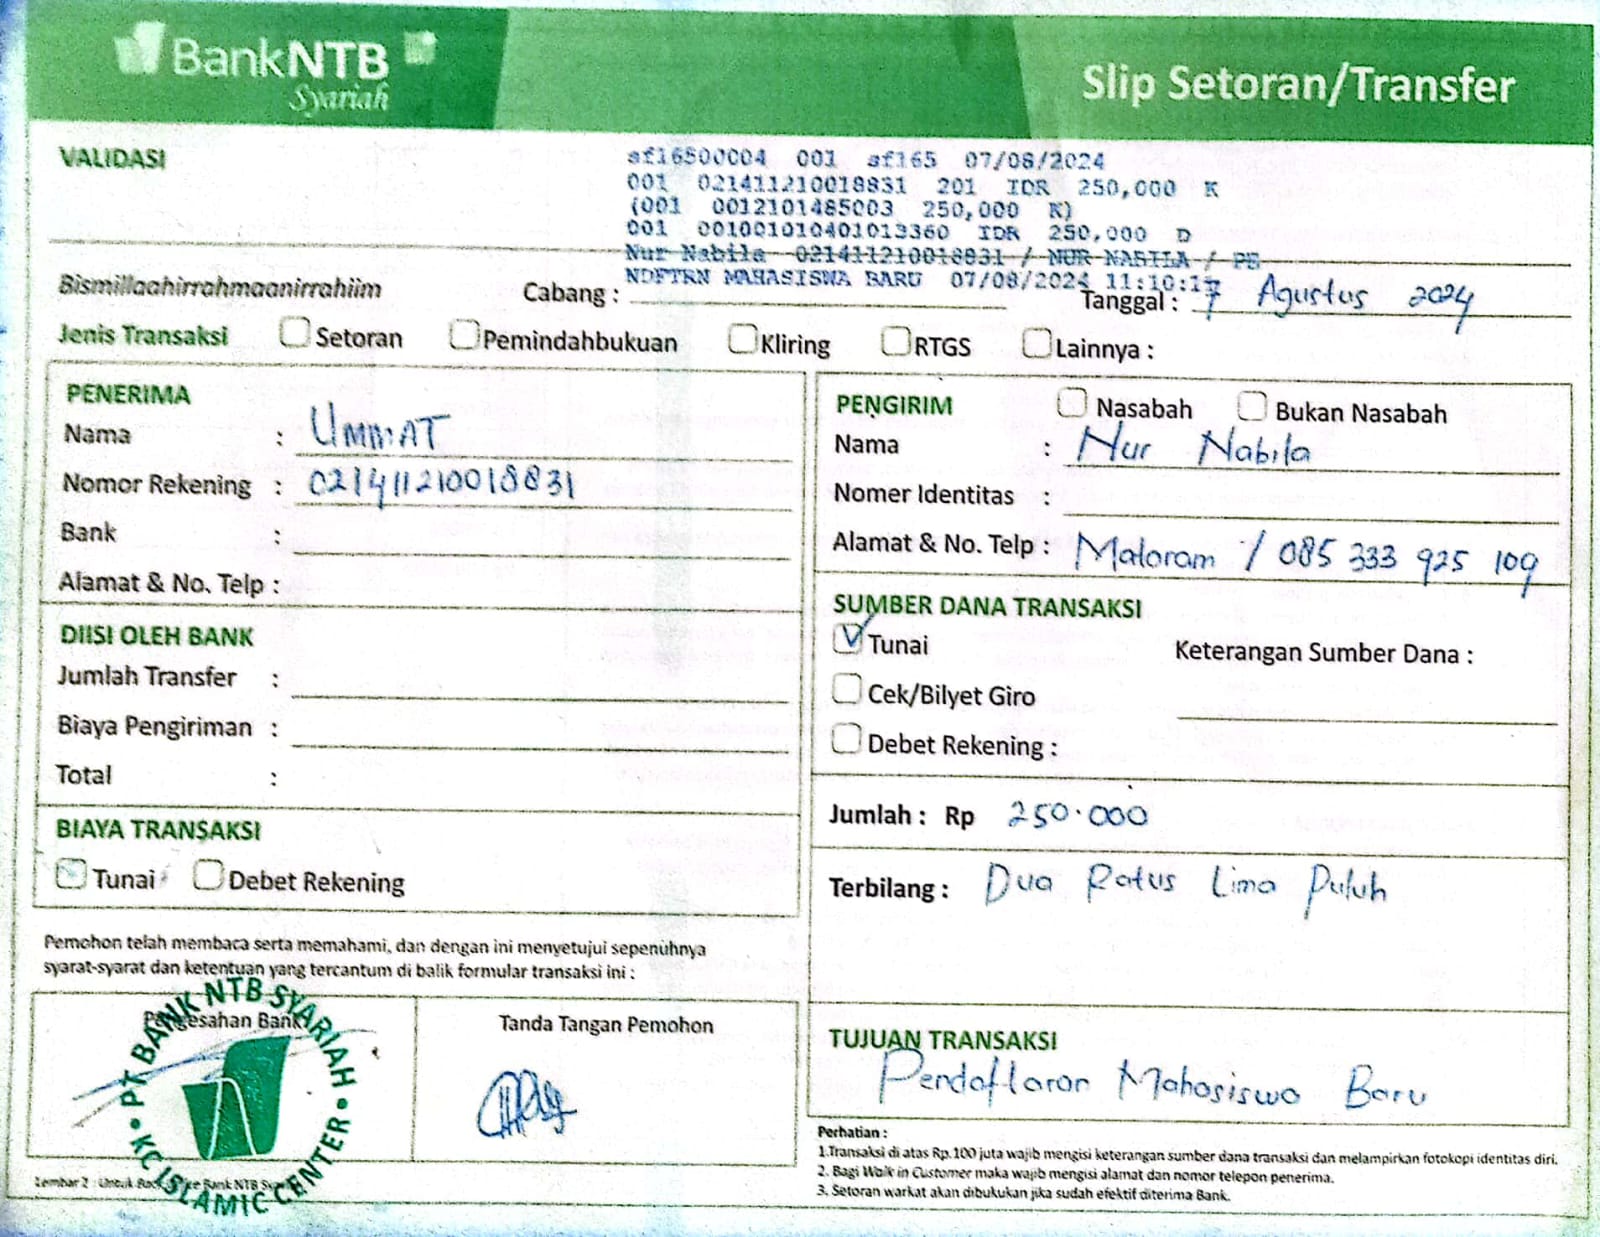 BankNTB
Syariah
Slip Setoran/Transfer
VALIDASI
sf16500004 001 sf165 07/08/2024
001 021411210018831 201 IDR 250,000 K
(001 0012101485003 250,000 K)
001 001001010401013360 IDR 250,000 D
Nur Nabila 021411210018831 / NUR NABILA / PE
NDFTRN MAHASISWA BARU 07/08/2024 11:10:17
Bismillaahirrahmaanirrahiim
Cabang :
Tanggal : 7 Agustus 2024
Jenis Transaksi Setoran Pemindahbukuan Kliring RTGS Lainnya :
PENERIMA
Nama : UMMAT
Nomor Rekening : 021411210018831
Bank :
Alamat & No. Telp :
DIISI OLEH BANK
Jumlah Transfer :
Biaya Pengiriman :
Total :
BIAYA TRANSAKSI
Tunai Debet Rekening
Pemohon telah membaca serta memahami, dan dengan ini menyetujui sepenuhnya
syarat-syarat dan ketentuan yang tercantum di balik formular transaksi ini :
Pengesahan Bank
PT BANK NTB SYARIAH
KC ISLAMIC CENTER
Tanda Tangan Pemohon
Lembar 2 : Untuk Bank NTB
PENGIRIM Nasabah Bukan Nasabah
Nama : Nur Nabila
Nomer Identitas :
Alamat & No. Telp : Mataram / 085 333 925 109
SUMBER DANA TRANSAKSI
Tunai Keterangan Sumber Dana :
Cek/Bilyet Giro
Debet Rekening :
Jumlah : Rp 250.000
Terbilang : Dua Ratus Lima Puluh
TUJUAN TRANSAKSI
Pendaftaran Mahasiswa Baru
Perhatian :
1.Transaksi di atas Rp.100 juta wajib mengisi keterangan sumber dana transaksi dan melampirkan fotokopi identitas diri.
2. Bagi Walk in Customer maka wajib mengisi alamat dan nomor telepon penerima.
3. Setoran warkat akan dibukukan jika sudah efektif diterima Bank.